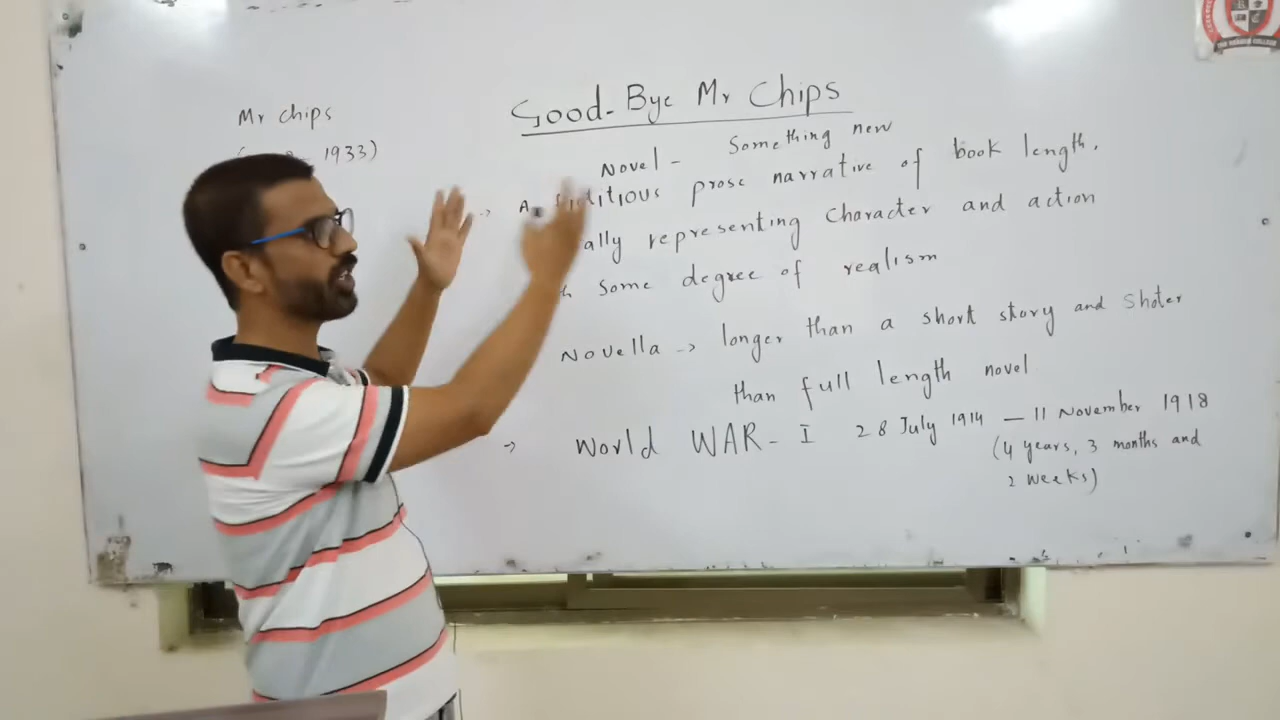 Good-Bye Mr Chips
Mr chips
1933)
Novel - Something new
A prose narrative of book length.
representing Character and action
some degree of realism
Novella -> longer than a short story and Shoter
than full length novel
-> World WAR - I 28 July 1914 — 11 November 1918
(4 years, 3 months and
2 weeks)